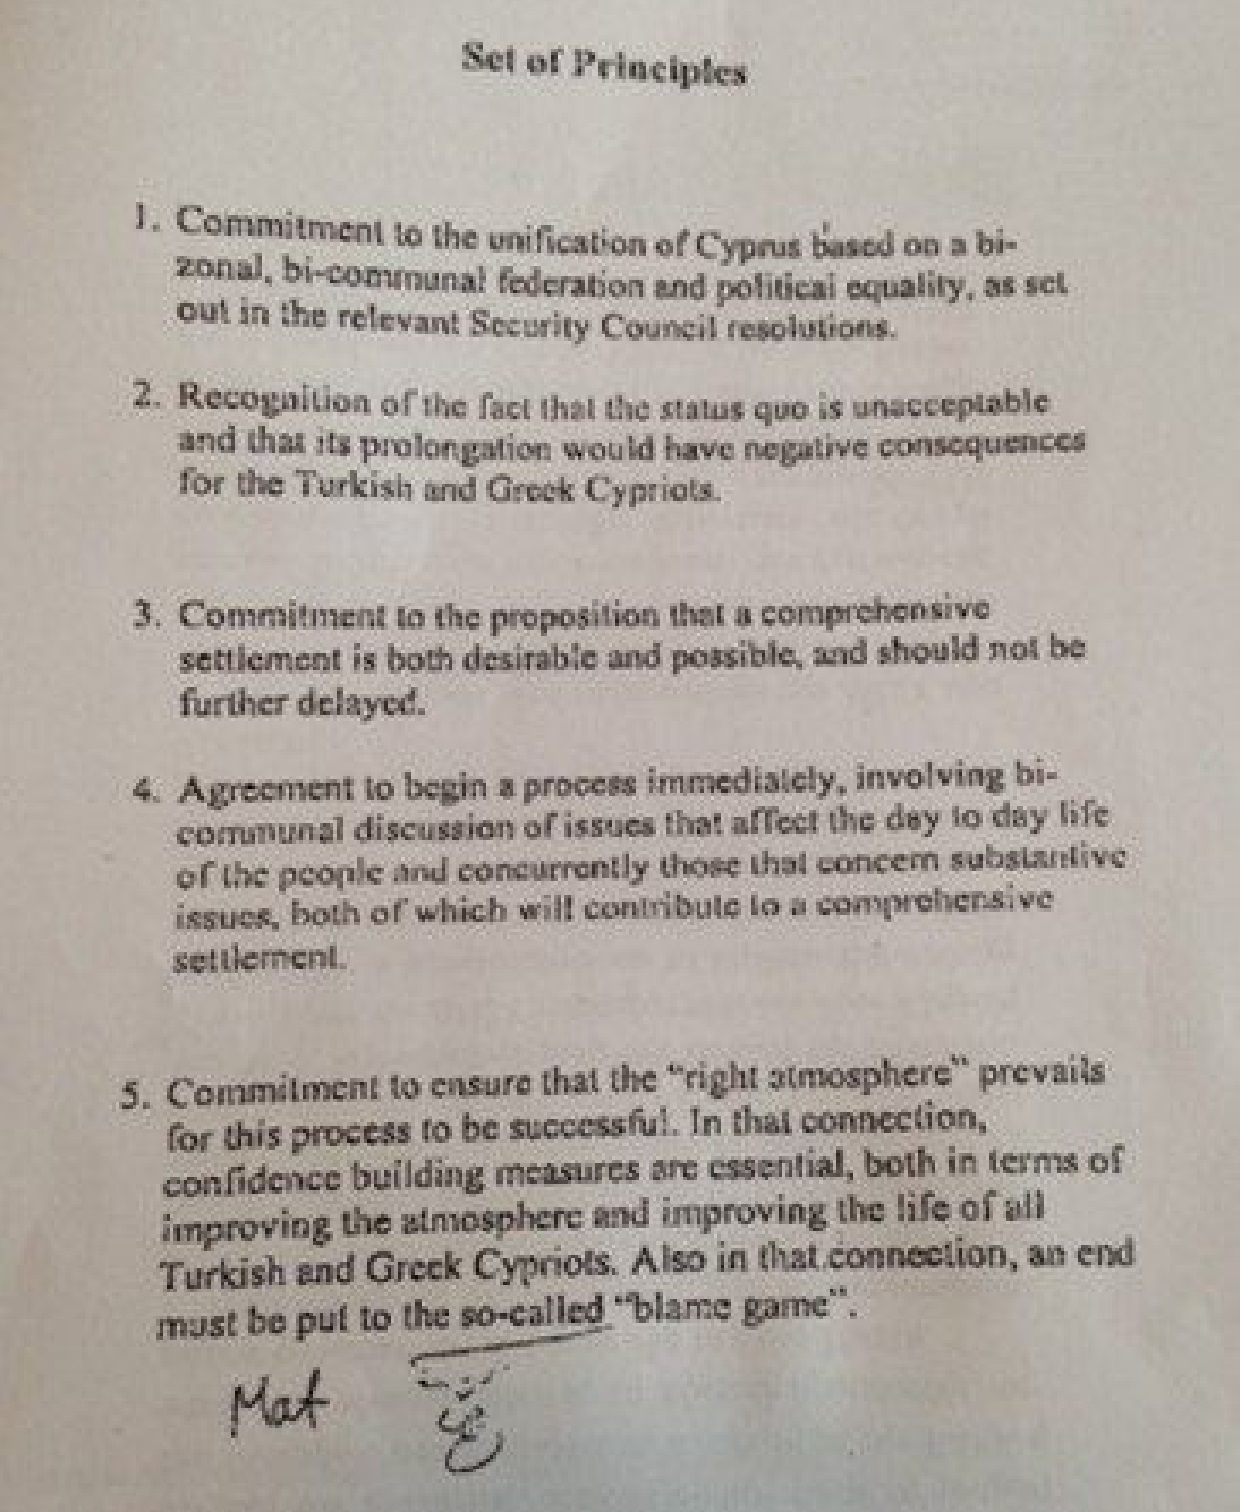 Set of Principles
1. Commitment to the unification of Cyprus based on a bi-
zonal, bi-communal federation and political equality, as set
out in the relevant Security Council resolutions.
2. Recognition of the fact that the status quo is unacceptable
and that its prolongation would have negative consequences
for the Turkish and Greek Cypriots.
3. Commitment to the proposition that a comprehensive
settlement is both desirable and possible, and should not be
further delayed.
4. Agreement to begin a process immediately, involving bi-
communal discussion of issues that affect the day to day life
of the people and concurrently those that concern substantive
issues, both of which will contribute to a comprehensive
settlement.
5. Commitment to ensure that the "right atmosphere" prevails
for this process to be successful. In that connection,
confidence building measures are essential, both in terms of
improving the atmosphere and improving the life of all
Turkish and Greek Cypriots. Also in that connection, an end
must be put to the so-called "blame game".
Mat